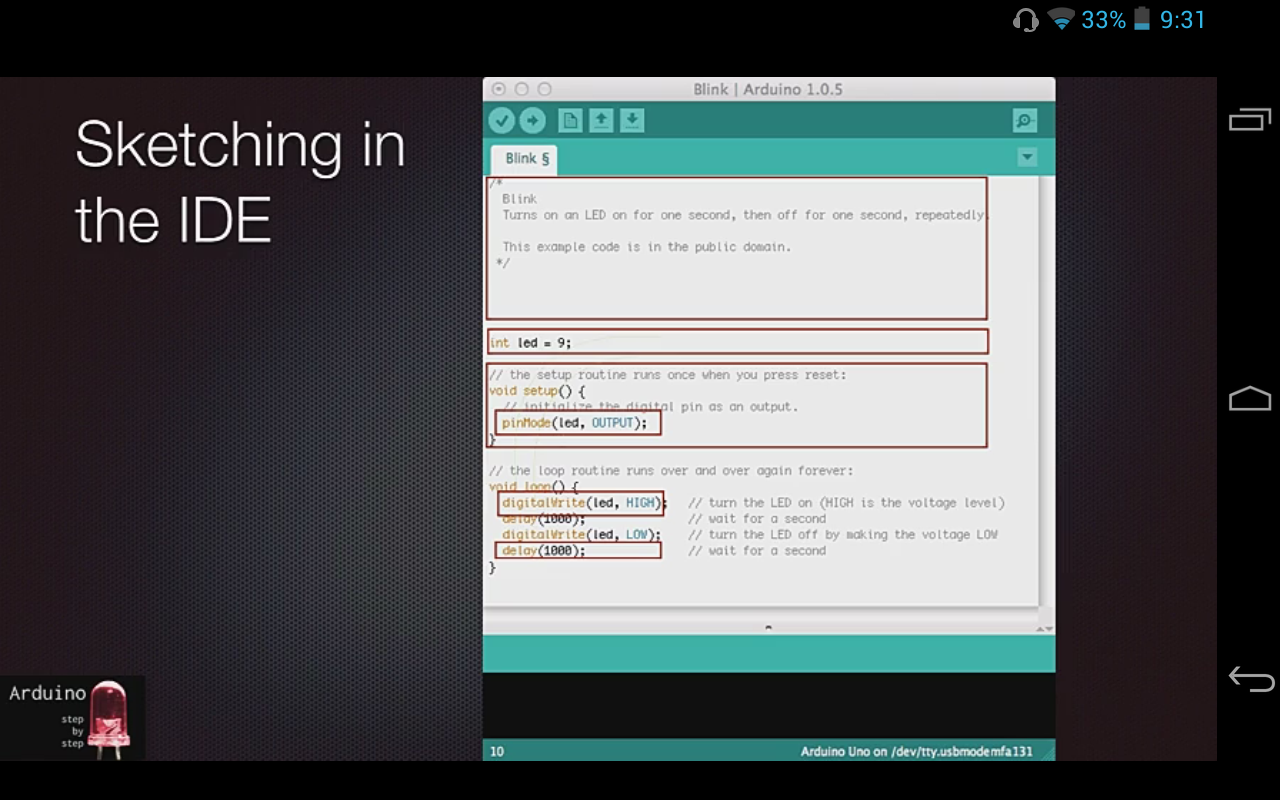 33% 9:31
Sketching in
the IDE
Blink | Arduino 1.0.5
Blink §
/*
Blink
Turns on an LED on for one second, then off for one second, repeatedly.
This example code is in the public domain.
*/
int led = 9;
// the setup routine runs once when you press reset:
void setup() {
// initialize the digital pin as an output.
pinMode(led, OUTPUT);
}
// the loop routine runs over and over again forever:
void loop() {
digitalWrite(led, HIGH); // turn the LED on (HIGH is the voltage level)
delay(1000); // wait for a second
digitalWrite(led, LOW); // turn the LED off by making the voltage LOW
delay(1000); // wait for a second
}
Arduino
step
by
step
10 Arduino Uno on /dev/tty.usbmodemfa131